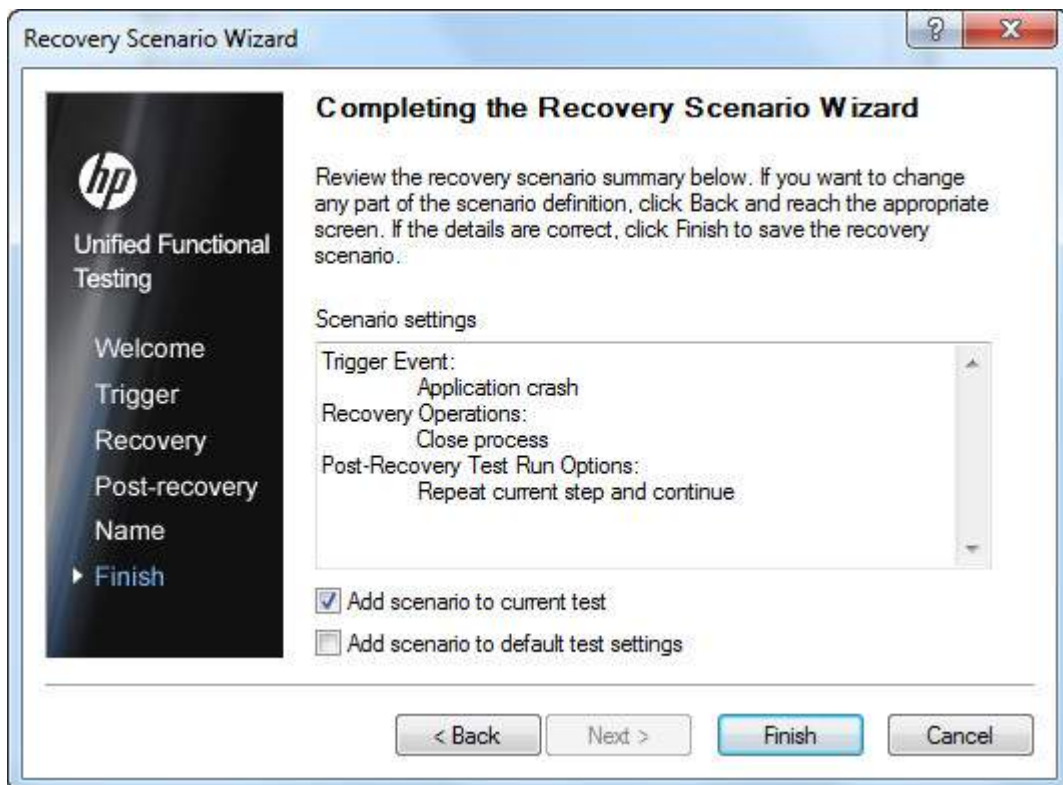 Recovery Scenario Wizard
?
hp
Unified Functional
Testing
Welcome
Trigger
Recovery
Post-recovery
Name
Finish
Completing the Recovery Scenario Wizard
Review the recovery scenario summary below. If you want to change
any part of the scenario definition, click Back and reach the appropriate
screen. If the details are correct, click Finish to save the recovery
scenario.
Scenario settings
Trigger Event:
Application crash
Recovery Operations:
Close process
Post-Recovery Test Run Options:
Repeat current step and continue
Add scenario to current test
Add scenario to default test settings
< Back
Next >
Finish
Cancel